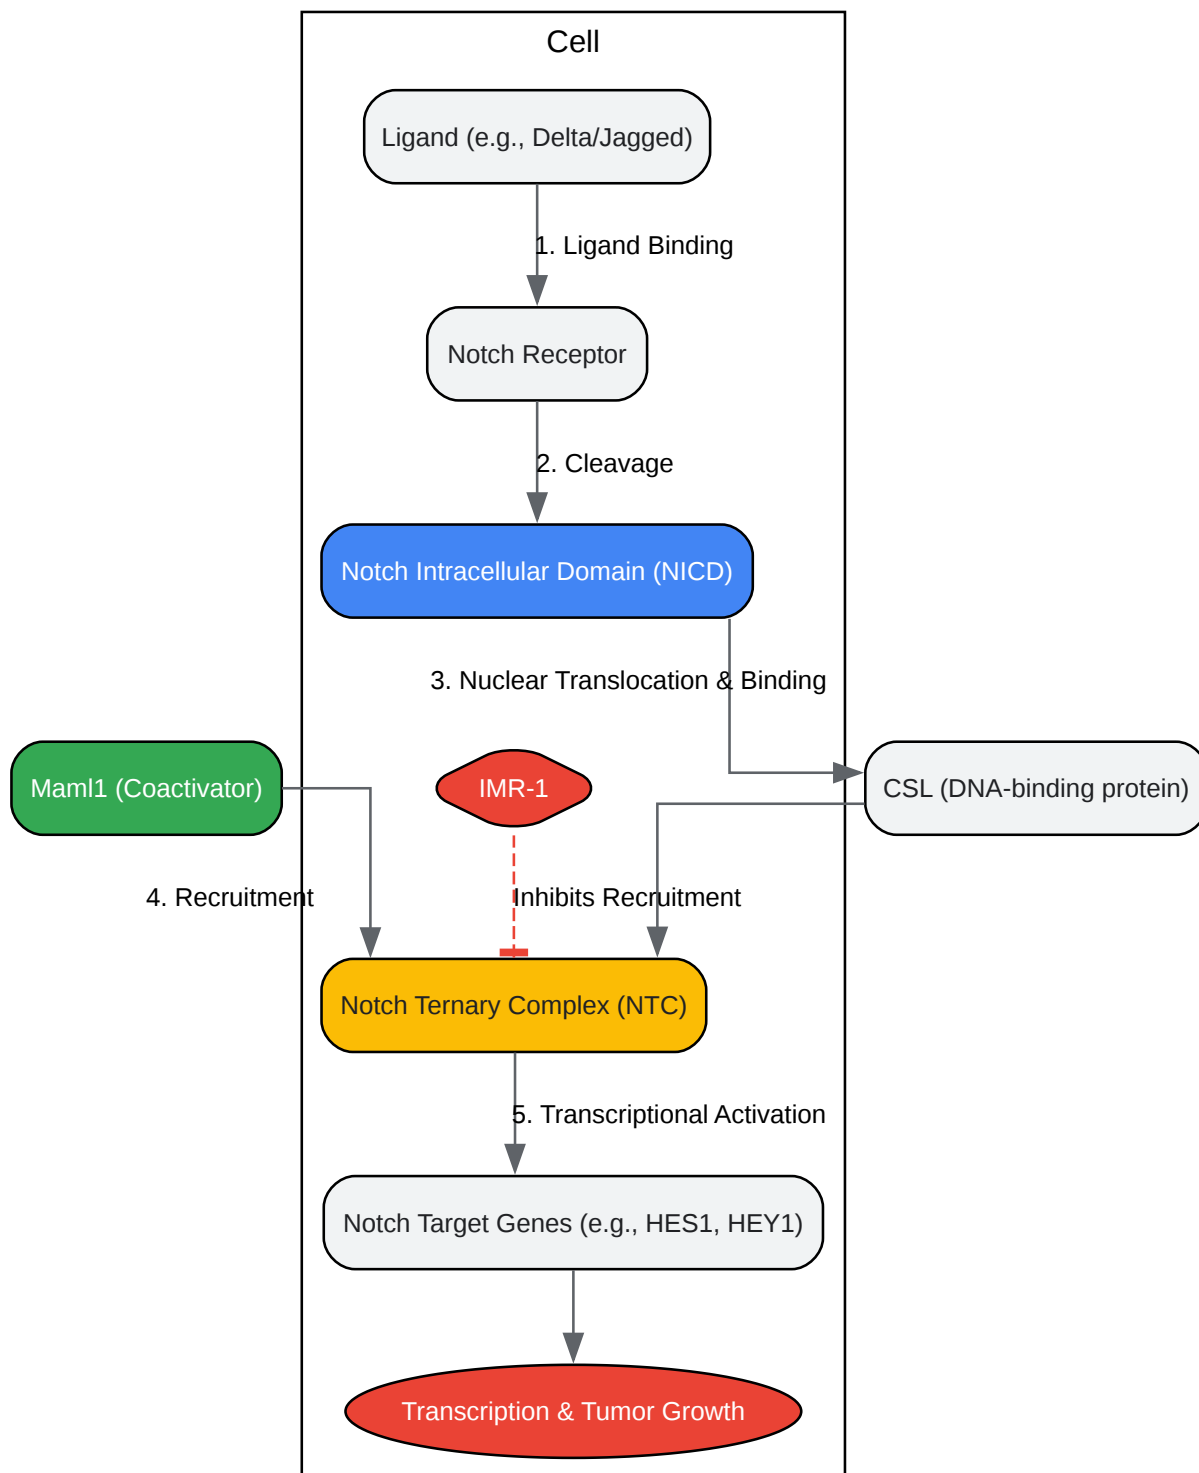 Cell
Ligand (e.g., Delta/Jagged)
1. Ligand Binding
Notch Receptor
2. Cleavage
Notch Intracellular Domain (NICD)
3. Nuclear Translocation & Binding
Maml1 (Coactivator)
IMR-1
CSL (DNA-binding protein)
4. Recruitment
Inhibits Recruitment
Notch Ternary Complex (NTC)
5. Transcriptional Activation
Notch Target Genes (e.g., HES1, HEY1)
Transcription & Tumor Growth